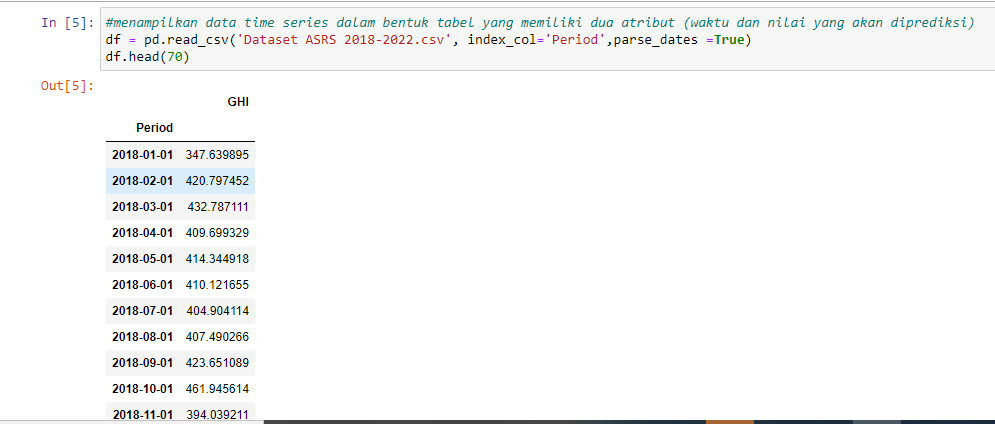 In [5]: #menampilkan data time series dalam bentuk tabel yang memiliki dua atribut (waktu dan nilai yang akan diprediksi)
df = pd.read_csv('Dataset ASRS 2018-2022.csv', index_col='Period',parse_dates =True)
df.head(70)
Out[5]:
GHI
Period
2018-01-01 347.639895
2018-02-01 420.797452
2018-03-01 432.787111
2018-04-01 409.699329
2018-05-01 414.344918
2018-06-01 410.121655
2018-07-01 404.904114
2018-08-01 407.490266
2018-09-01 423.651089
2018-10-01 461.945614
2018-11-01 394.039211